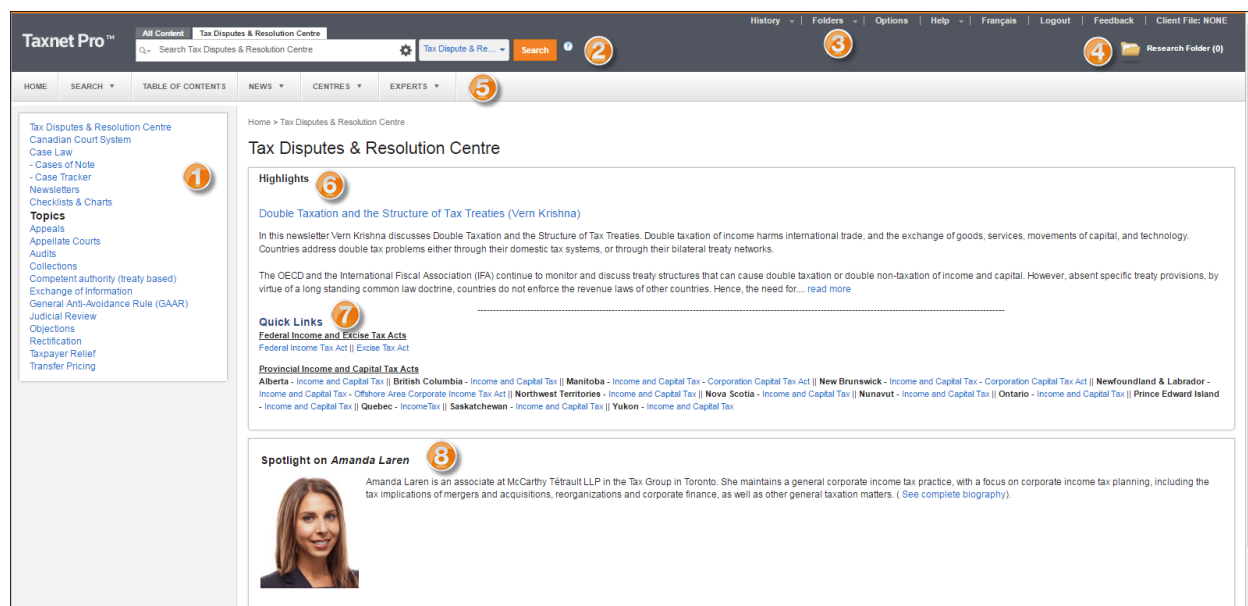 History | Folders | Options | Help | Français | Logout | Feedback | Client File: NONE
Taxnet Pro™
All Content Tax Disputes & Resolution Centre
Search Tax Disputes & Resolution Centre Tax Dispute & Re... Search ? 2
3
4 Research Folder (0)
HOME SEARCH TABLE OF CONTENTS NEWS CENTRES EXPERTS 5
Tax Disputes & Resolution Centre
Canadian Court System
Case Law
- Cases of Note
- Case Tracker
1
Newsletters
Checklists & Charts
Topics
Appeals
Appellate Courts
Audits
Collections
Competent authority (treaty based)
Exchange of Information
General Anti-Avoidance Rule (GAAR)
Judicial Review
Objections
Rectification
Taxpayer Relief
Transfer Pricing
Home > Tax Disputes & Resolution Centre
Tax Disputes & Resolution Centre
Highlights 6
Double Taxation and the Structure of Tax Treaties (Vern Krishna)
In this newsletter Vern Krishna discusses Double Taxation and the Structure of Tax Treaties. Double taxation of income harms international trade, and the exchange of goods, services, movements of capital, and technology.
Countries address double tax problems either through their domestic tax systems, or through their bilateral treaty networks.
The OECD and the International Fiscal Association (IFA) continue to monitor and discuss treaty structures that can cause double taxation or double non-taxation of income and capital. However, absent specific treaty provisions, by
virtue of a long standing common law doctrine, countries do not enforce the revenue laws of other countries. Hence, the need for.... read more
Quick Links 7
Federal Income and Excise Tax Acts
Federal Income Tax Act || Excise Tax Act
Provincial Income and Capital Tax Acts
Alberta - Income and Capital Tax || British Columbia - Income and Capital Tax || Manitoba - Income and Capital Tax - Corporation Capital Tax Act || New Brunswick - Income and Capital Tax - Corporation Capital Tax Act || Newfoundland & Labrador -
Income and Capital Tax - Offshore Area Corporate Income Tax Act || Northwest Territories - Income and Capital Tax || Nova Scotia - Income and Capital Tax || Nunavut - Income and Capital Tax || Ontario - Income and Capital Tax || Prince Edward Island
- Income and Capital Tax || Quebec - IncomeTax || Saskatchewan - Income and Capital Tax || Yukon - Income and Capital Tax
Spotlight on Amanda Laren 8
Amanda Laren is an associate at McCarthy Tétrault LLP in the Tax Group in Toronto. She maintains a general corporate income tax practice, with a focus on corporate income tax planning, including the
tax implications of mergers and acquisitions, reorganizations and corporate finance, as well as other general taxation matters. ( See complete biography).